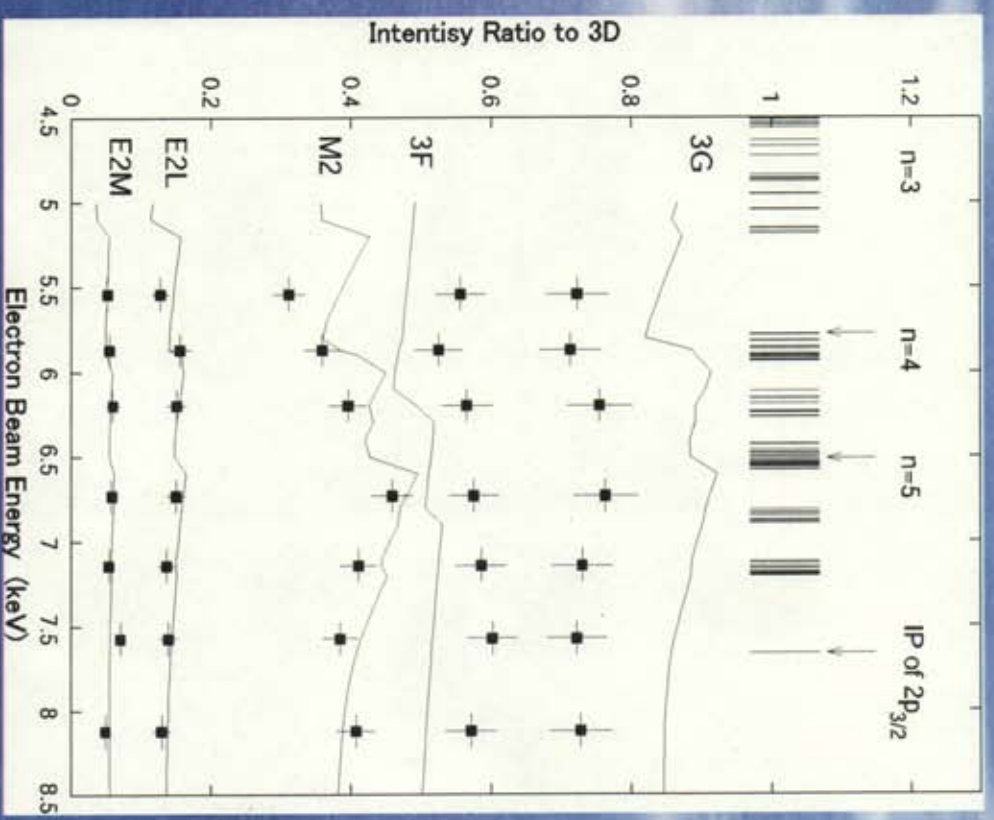 Intentisy Ratio to 3D
0
0.2
0.4
0.6
0.8
1
1.2
4.5
5
5.5
6
6.5
7
7.5
8
8.5
Electron Beam Energy (keV)
E2M
E2L
M2
3F
3G
n=3
n=4
n=5
IP of 2p3/2